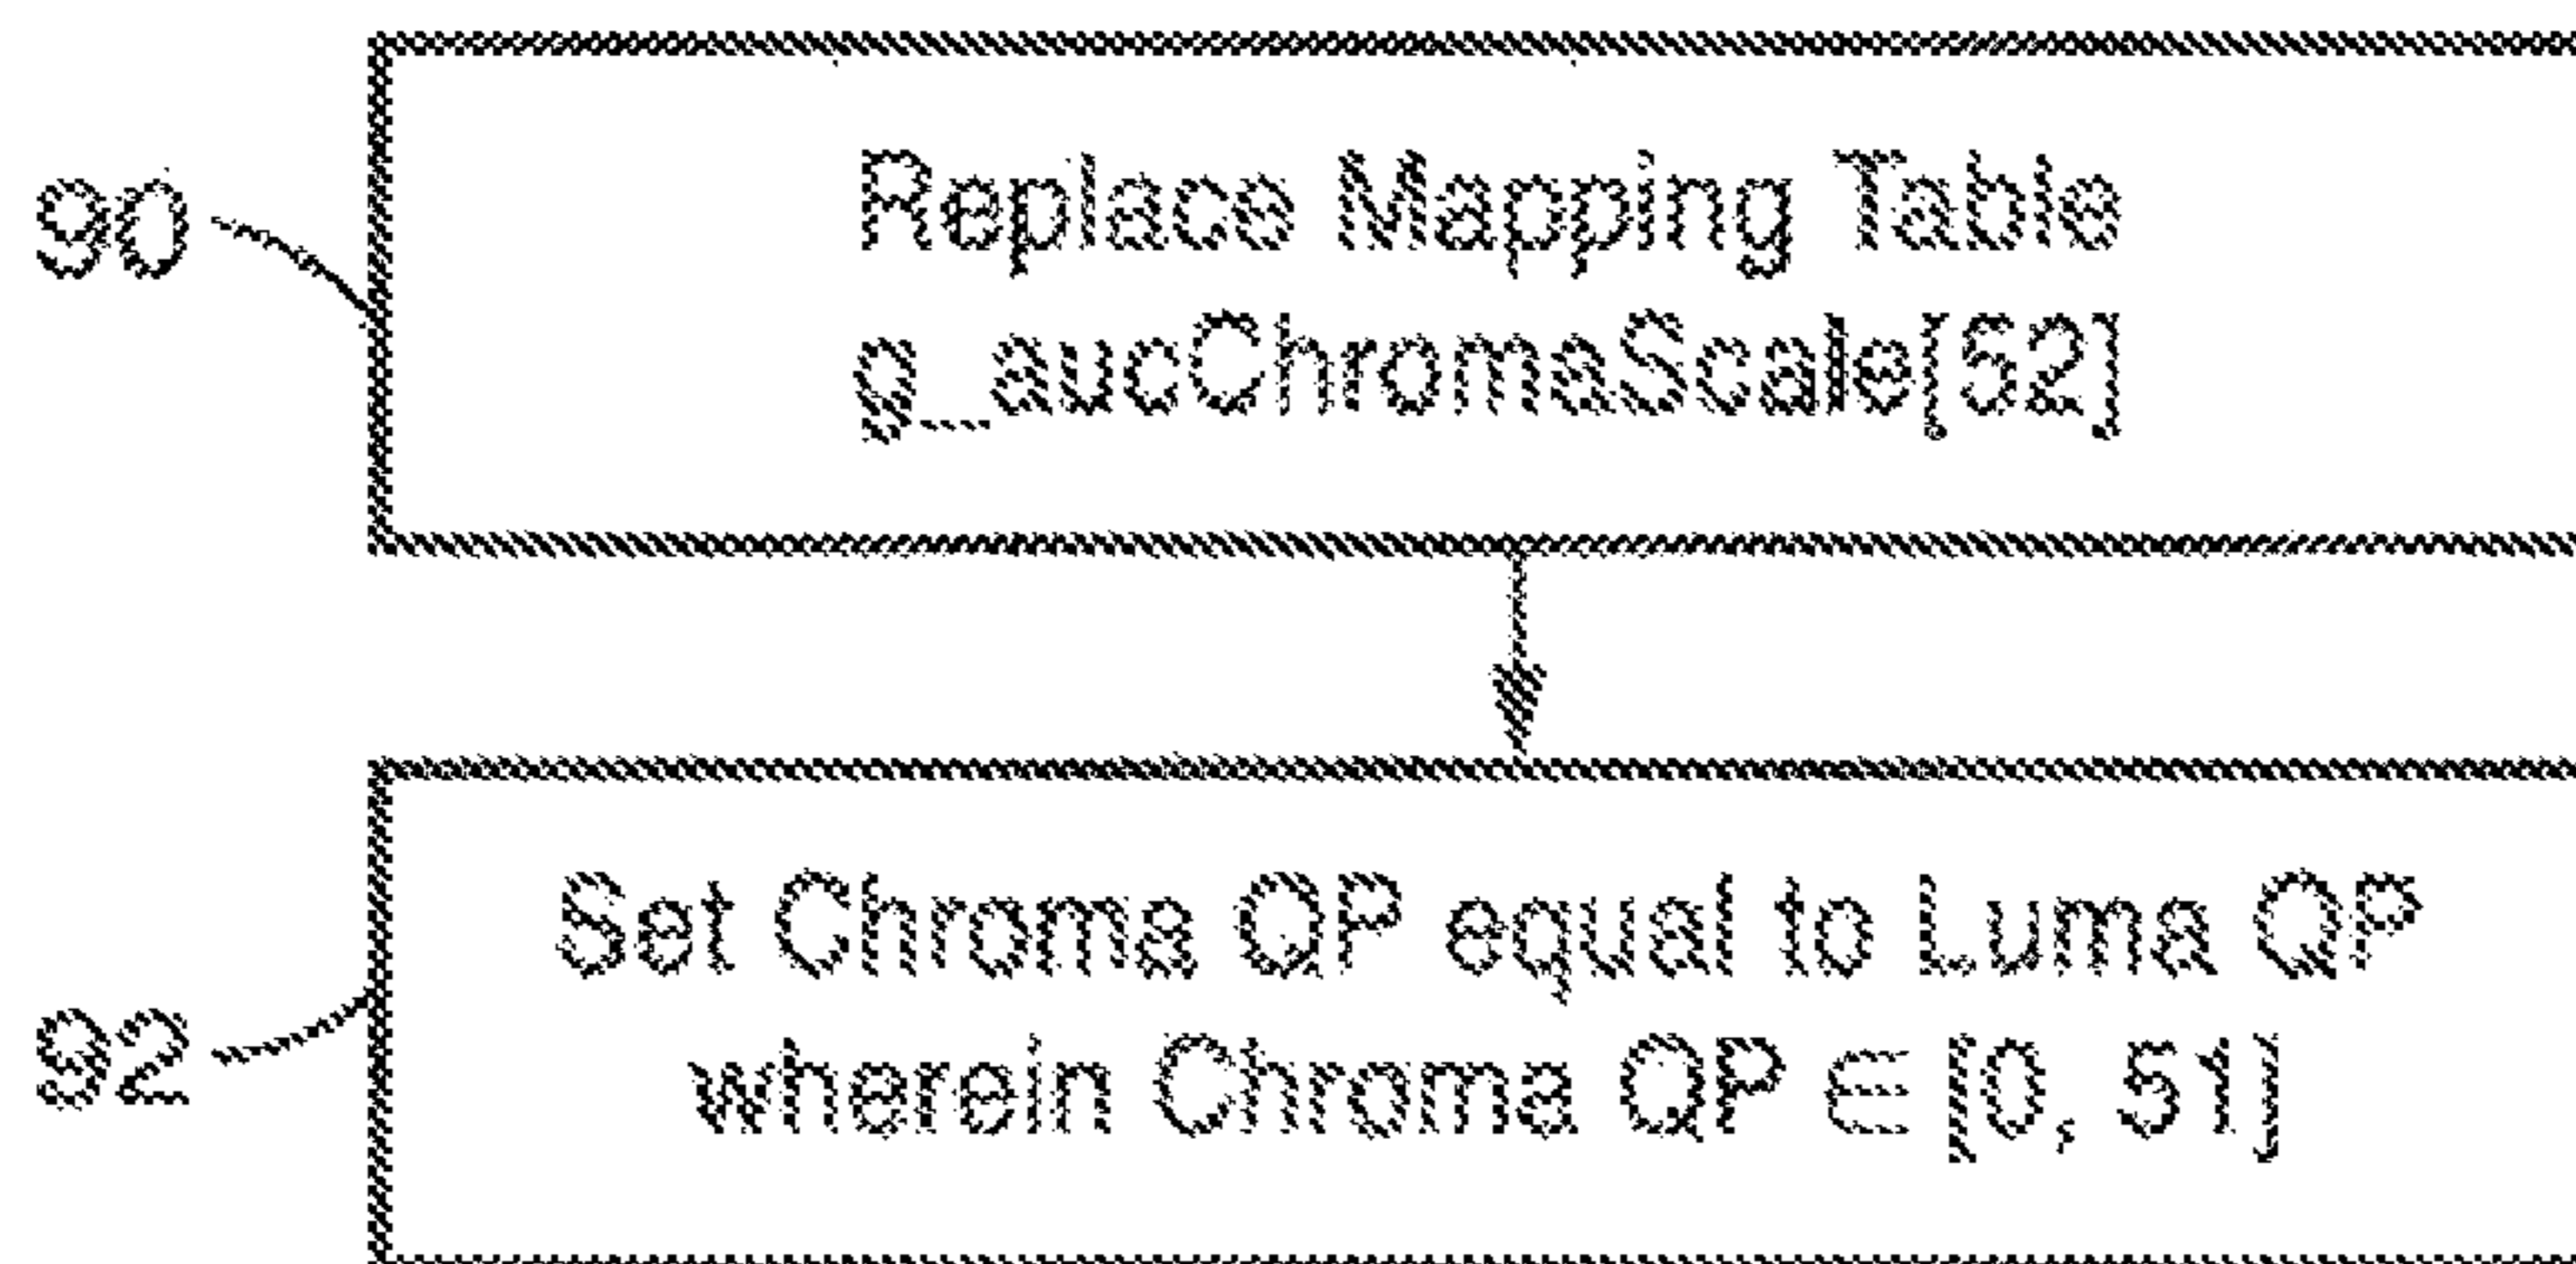 90
Replace Mapping Table
g_aucChromaScale[52]
Set Chroma QP equal to Luma QP
92
wherein Chroma QP ∈ [0, 51]